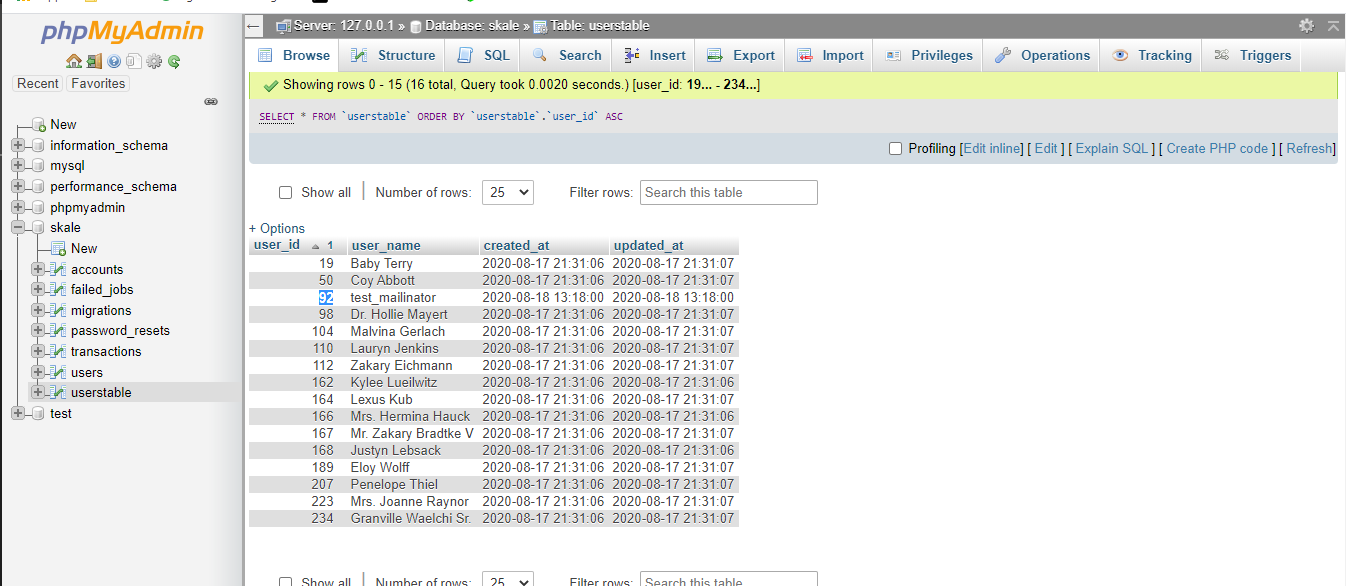 phpMyAdmin
Recent Favorites
New
information_schema
mysql
performance_schema
phpmyadmin
skale
New
accounts
failed_jobs
migrations
password_resets
transactions
users
userstable
test
Server: 127.0.0.1 » Database: skale » Table: userstable
Browse Structure SQL Search Insert Export Import Privileges Operations Tracking Triggers
Showing rows 0 - 15 (16 total, Query took 0.0020 seconds.) [user_id: 19... - 234...]
SELECT * FROM `userstable` ORDER BY `userstable`.`user_id` ASC
Profiling [Edit inline] [ Edit ] [ Explain SQL ] [ Create PHP code ] [ Refresh]
Show all Number of rows: 25 Filter rows: Search this table
+ Options
user_id 1 user_name created_at updated_at
19 Baby Terry 2020-08-17 21:31:06 2020-08-17 21:31:07
50 Coy Abbott 2020-08-17 21:31:06 2020-08-17 21:31:07
92 test_mailinator 2020-08-18 13:18:00 2020-08-18 13:18:00
98 Dr. Hollie Mayert 2020-08-17 21:31:06 2020-08-17 21:31:07
104 Malvina Gerlach 2020-08-17 21:31:06 2020-08-17 21:31:07
110 Lauryn Jenkins 2020-08-17 21:31:06 2020-08-17 21:31:07
112 Zakary Eichmann 2020-08-17 21:31:06 2020-08-17 21:31:07
162 Kylee Lueilwitz 2020-08-17 21:31:06 2020-08-17 21:31:06
164 Lexus Kub 2020-08-17 21:31:06 2020-08-17 21:31:07
166 Mrs. Hermina Hauck 2020-08-17 21:31:06 2020-08-17 21:31:06
167 Mr. Zakary Bradtke V 2020-08-17 21:31:06 2020-08-17 21:31:07
168 Justyn Lebsack 2020-08-17 21:31:06 2020-08-17 21:31:06
189 Eloy Wolff 2020-08-17 21:31:06 2020-08-17 21:31:07
207 Penelope Thiel 2020-08-17 21:31:06 2020-08-17 21:31:07
223 Mrs. Joanne Raynor 2020-08-17 21:31:06 2020-08-17 21:31:07
234 Granville Waelchi Sr. 2020-08-17 21:31:06 2020-08-17 21:31:07
Show all Number of rows: 25 Filter rows: Search this table